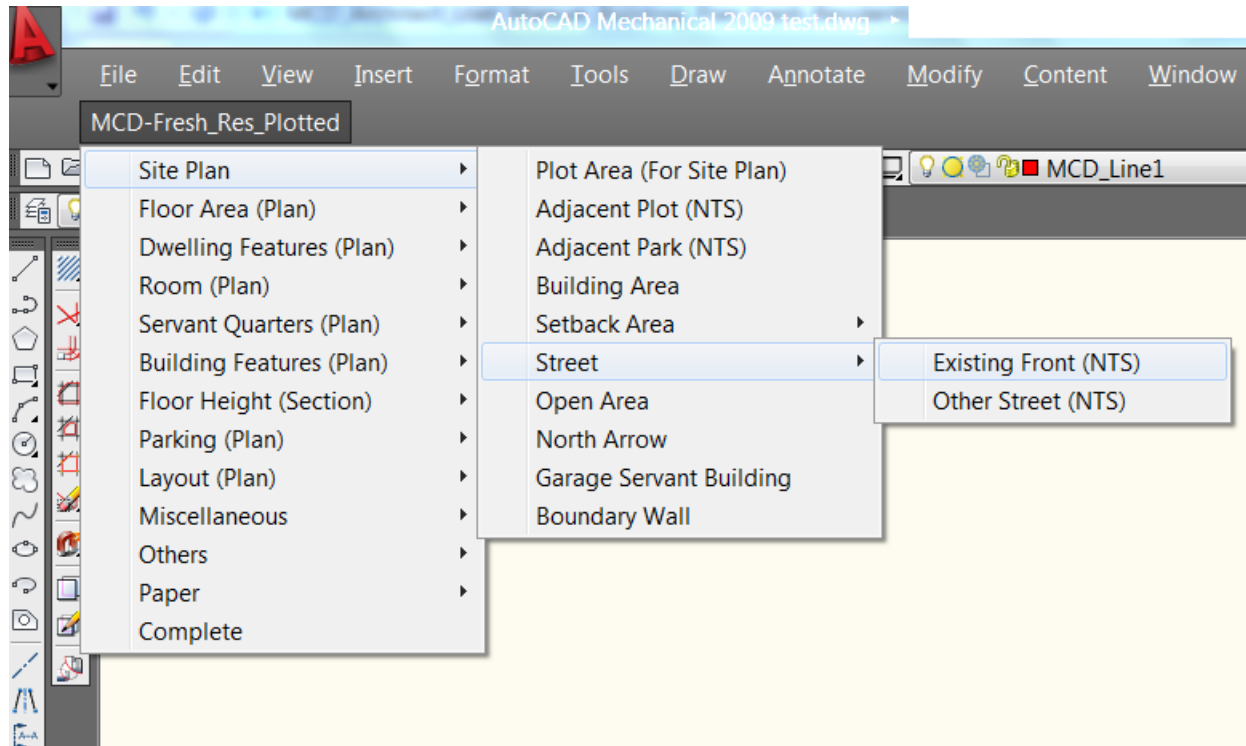 AutoCAD Mechanical 2009 test.dwg
File Edit View Insert Format Tools Draw Annotate Modify Content Window
MCD-Fresh_Res_Plotted
MCD_Line1
Site Plan
Floor Area (Plan)
Dwelling Features (Plan)
Room (Plan)
Servant Quarters (Plan)
Building Features (Plan)
Floor Height (Section)
Parking (Plan)
Layout (Plan)
Miscellaneous
Others
Paper
Complete
Plot Area (For Site Plan)
Adjacent Plot (NTS)
Adjacent Park (NTS)
Building Area
Setback Area
Street
Open Area
North Arrow
Garage Servant Building
Boundary Wall
Existing Front (NTS)
Other Street (NTS)